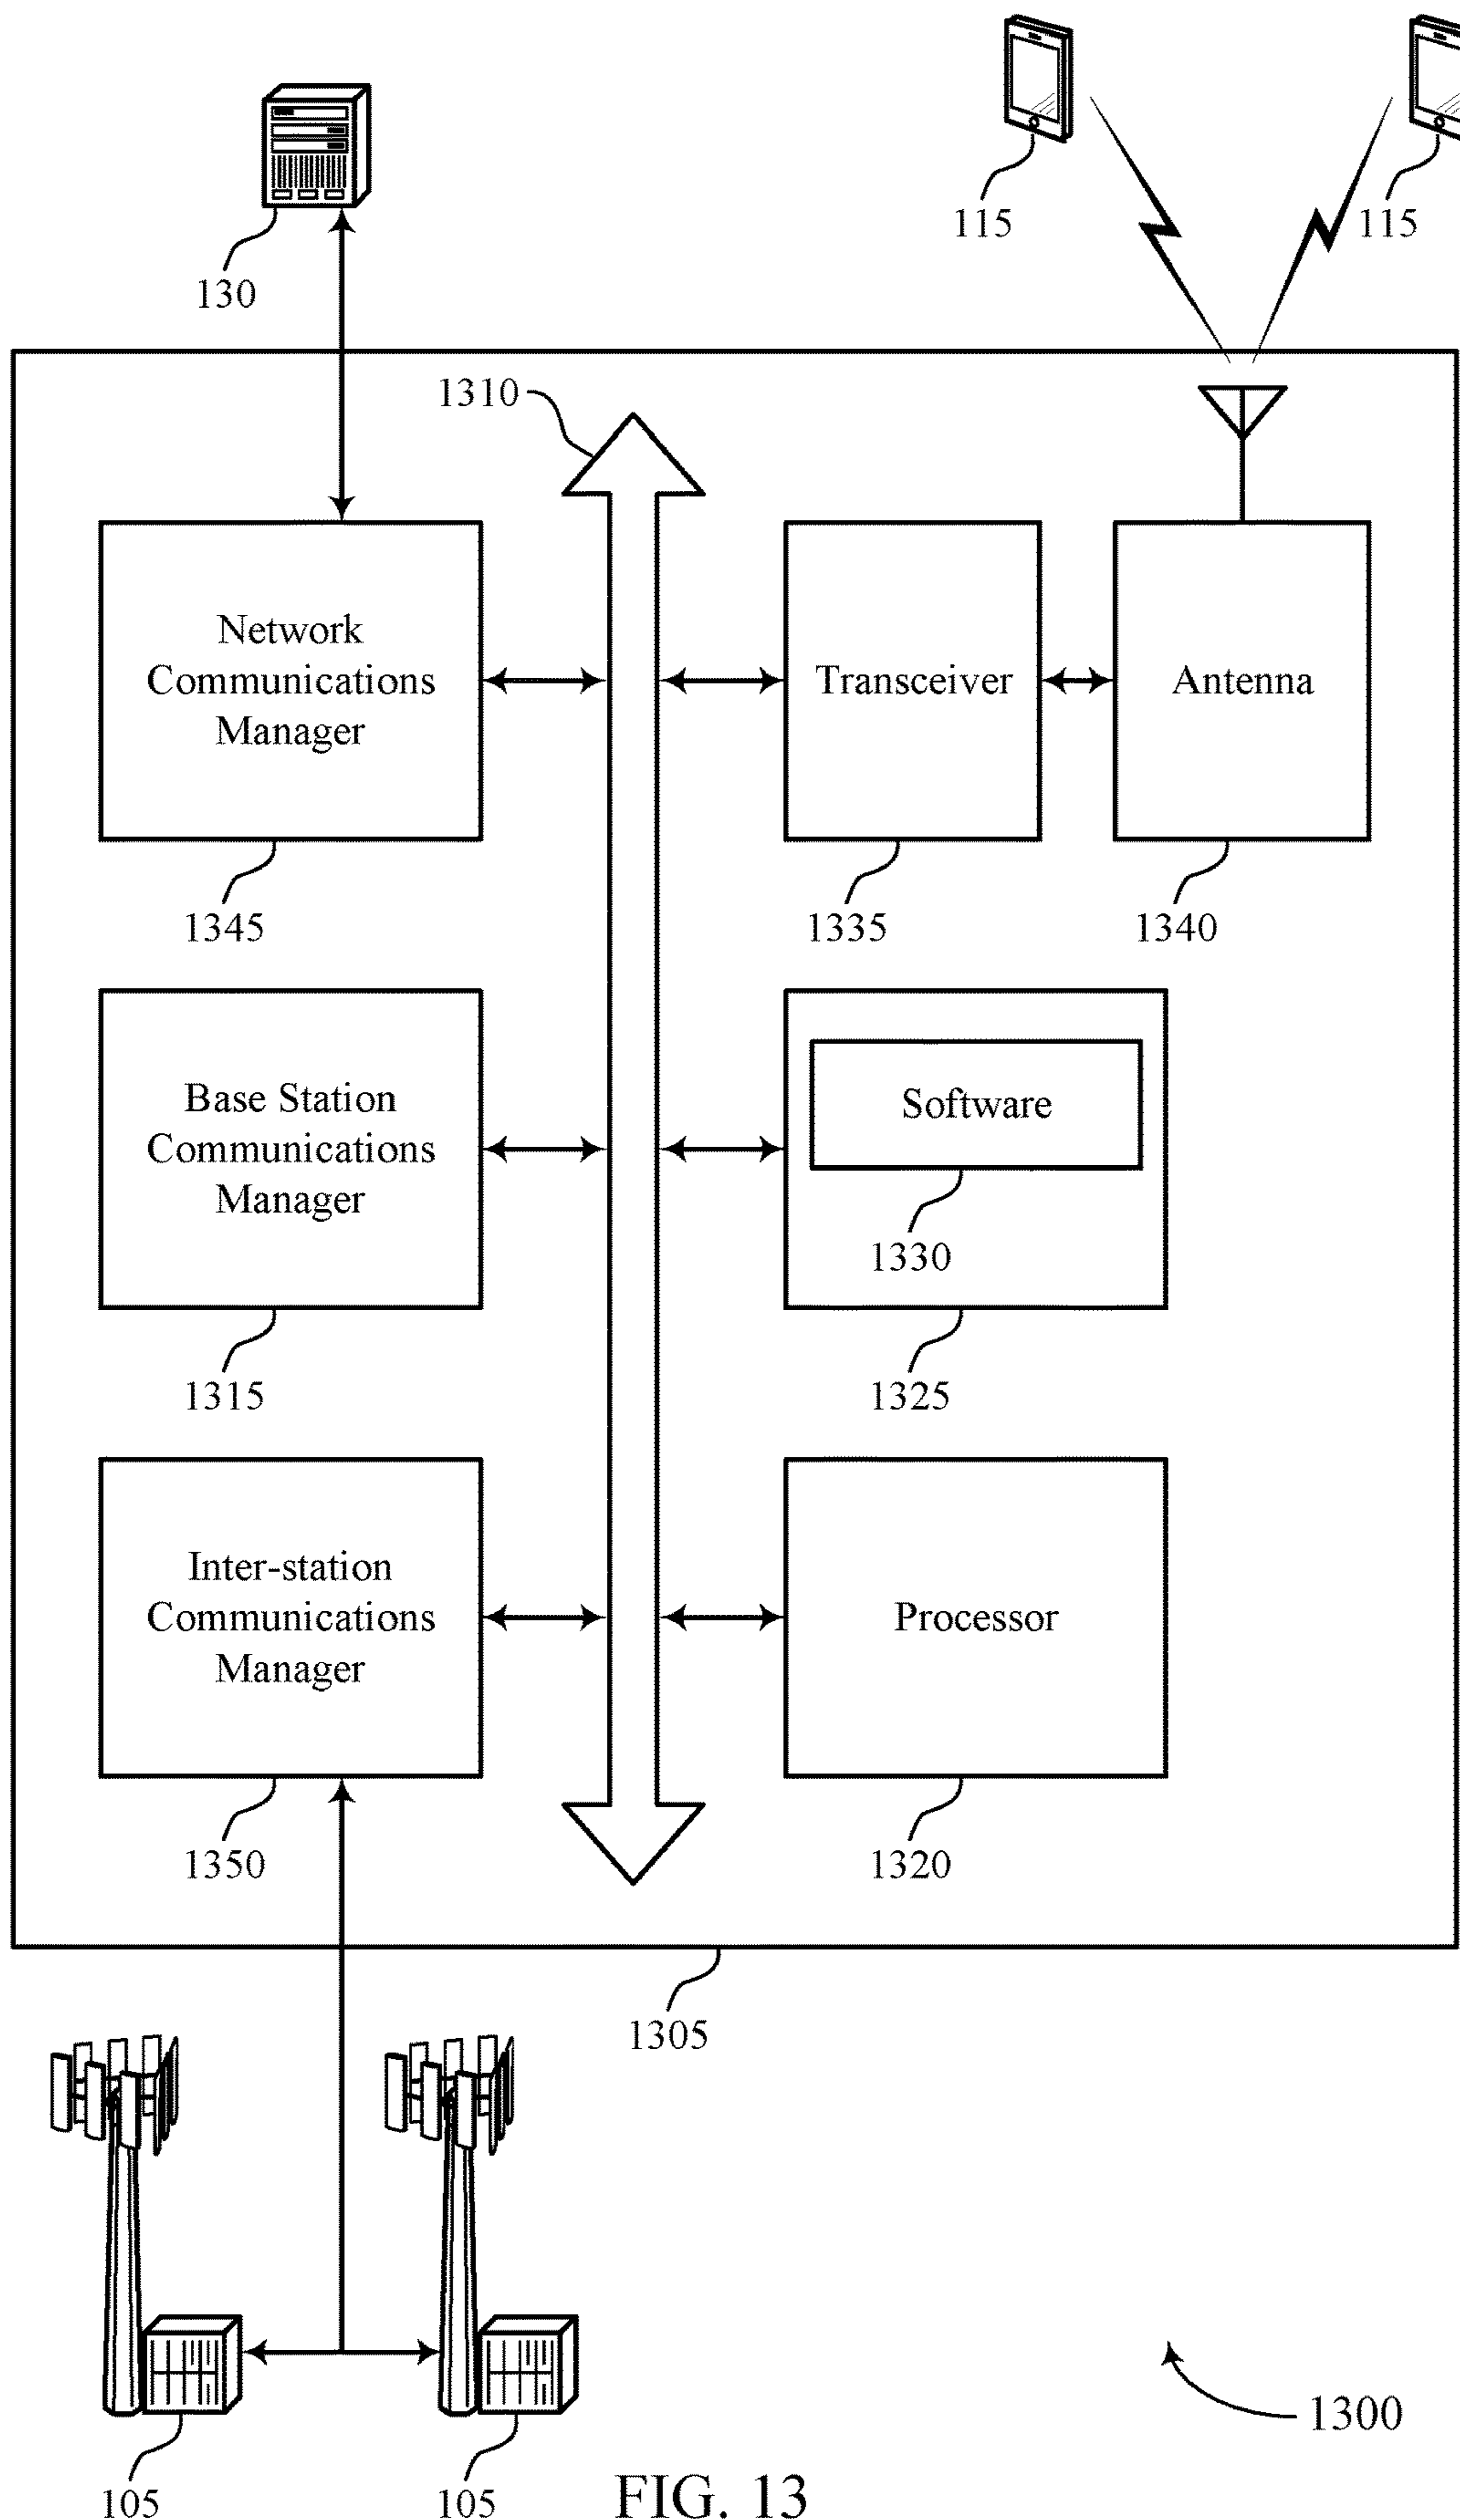 115
115
130
1310
Network
Communications
Manager
Transceiver
Antenna
1345
1335
1340
Base Station
Communications
Manager
Software
1330
1315
1325
Inter-station
Communications
Manager
Processor
1350
1320
1305
1300
105
105
FIG. 13